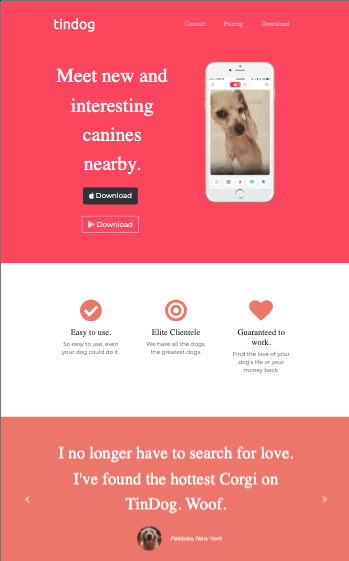 tindog
Contact Pricing Download
Meet new and
interesting
canines
nearby.
Download
Download
Easy to use.
So easy to use, even
your dog could do it.
Elite Clientele
We have all the dogs,
the greatest dogs.
Guaranteed to
work.
Find the love of your
dog's life or your
money back.
I no longer have to search for love.
I've found the hottest Corgi on
TinDog. Woof.
Pebbles, New York